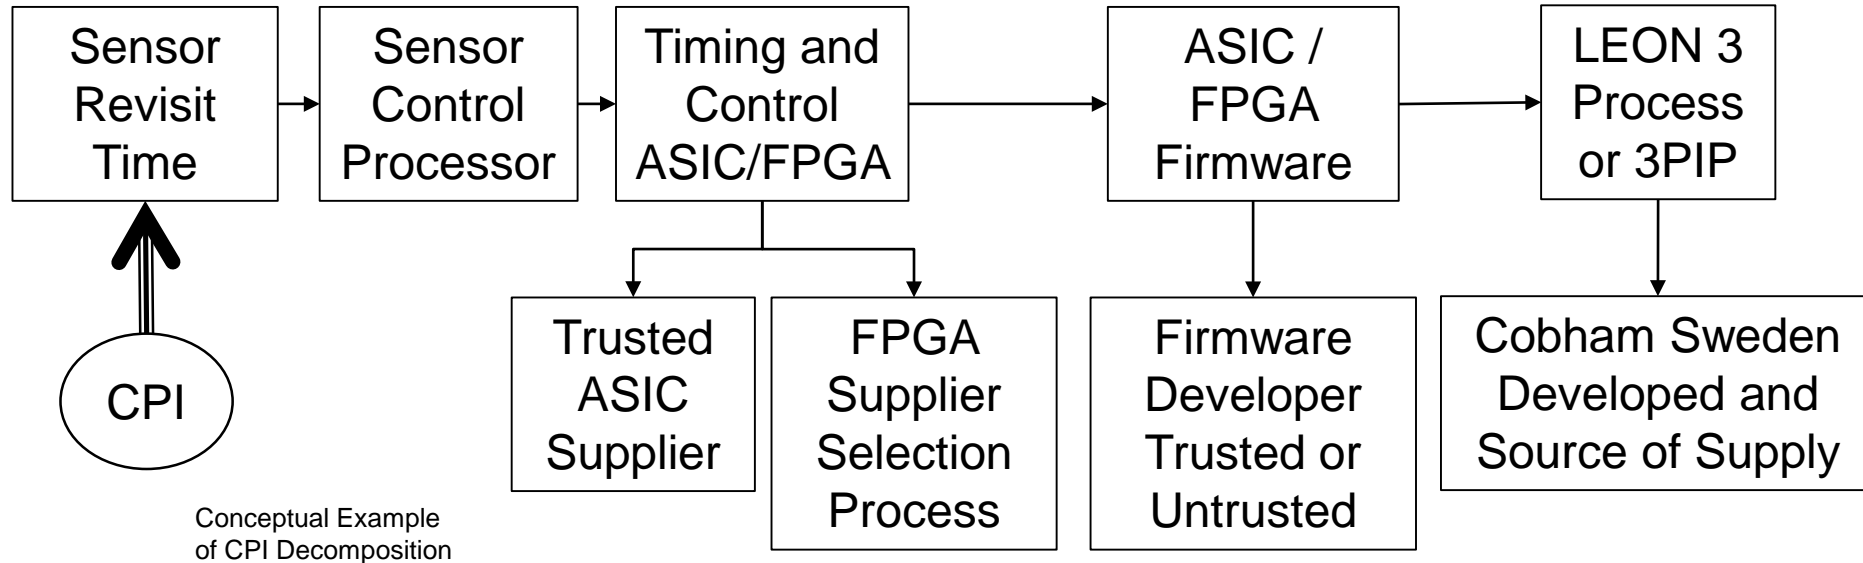 Sensor
Revisit
Time
Sensor
Control
Processor
Timing and
Control
ASIC/FPGA
ASIC /
FPGA
Firmware
LEON 3
Process
or 3PIP
CPI
Trusted
ASIC
Supplier
FPGA
Supplier
Selection
Process
Firmware
Developer
Trusted or
Untrusted
Cobham Sweden
Developed and
Source of Supply
Conceptual Example
of CPI Decomposition